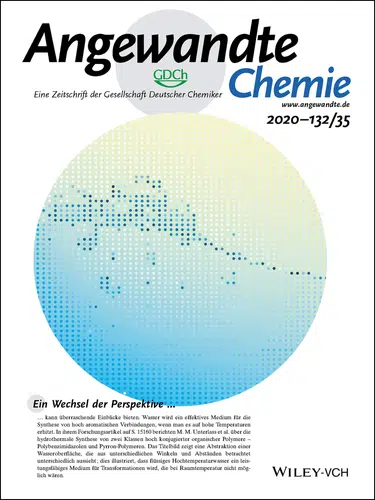 Angewandte
GDCh
Chemie
Eine Zeitschrift der Gesellschaft Deutscher Chemiker
www.angewandte.de
2020–132/35
Ein Wechsel der Perspektive ...
... kann überraschende Einblicke bieten. Wasser wird ein effektives Medium für die
Synthese von hoch aromatischen Verbindungen, wenn man es auf hohe Temperaturen
erhitzt. In ihrem Forschungsartikel auf S. 15160 berichten M. M. Unterlass et al. über die
hydrothermale Synthese von zwei Klassen hoch konjugierter organischer Polymere –
Polybenzimidazolen und Pyrron-Polymeren. Das Titelbild zeigt eine Abstraktion einer
Wasseroberfläche, die aus unterschiedlichen Winkeln und Abständen betrachtet
unterschiedlich aussieht; dies illustriert, dass flüssiges Hochtemperaturwasser ein leis-
tungsfähiges Medium für Transformationen wird, die bei Raumtemperatur nicht mög-
lich wären.
WILEY-VCH